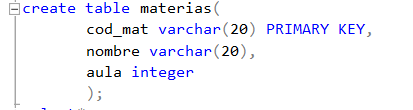 create table materias(
cod_mat varchar(20) PRIMARY KEY,
nombre varchar(20),
aula integer
);